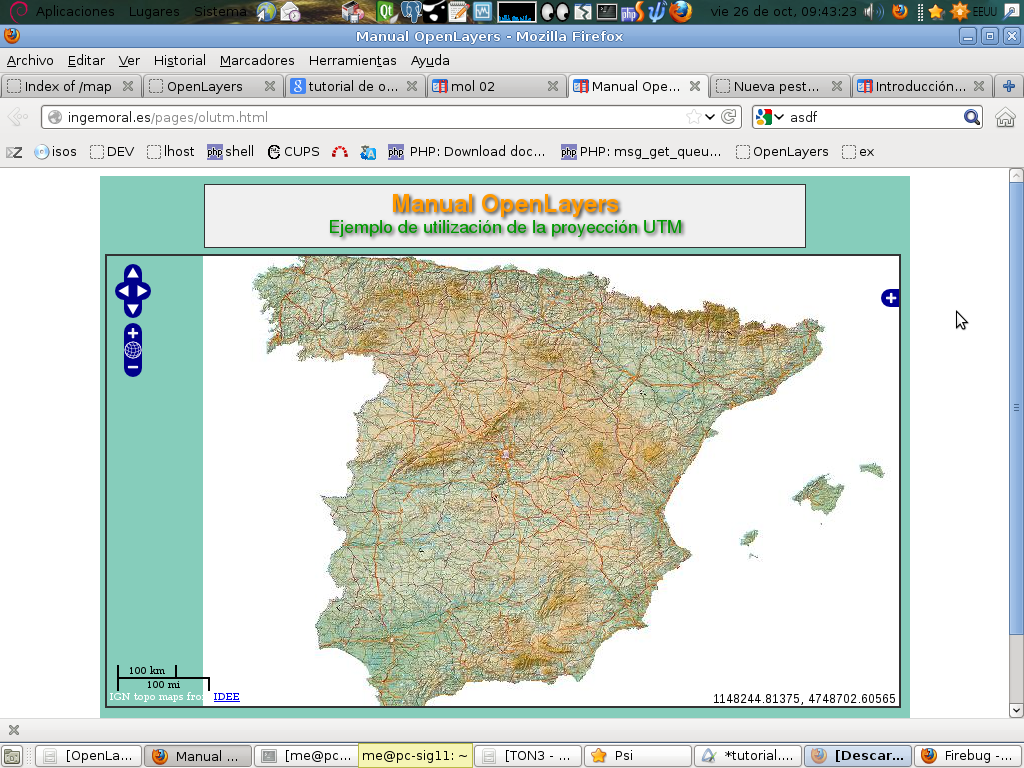 Aplicaciones Lugares Sistema vie 26 de oct, 09:43:23 EEUU
Manual OpenLayers - Mozilla Firefox
Archivo Editar Ver Historial Marcadores Herramientas Ayuda
Index of /map OpenLayers tutorial de o... mol 02 Manual Ope... Nueva pest... Introducción...
ingemoral.es/pages/olutm.html asdf
isos DEV lhost shell CUPS PHP: Download doc... PHP: msg_get_queu... OpenLayers ex
Manual OpenLayers
Ejemplo de utilización de la proyección UTM
100 km
100 mi
IGN topo maps from IDEE
1148244.81375, 4748702.60565
[OpenLa... Manual ... [me@pc... me@pc-sig11: ~ [TON3 - ... Psi *tutorial.... [Descar... Firebug -...